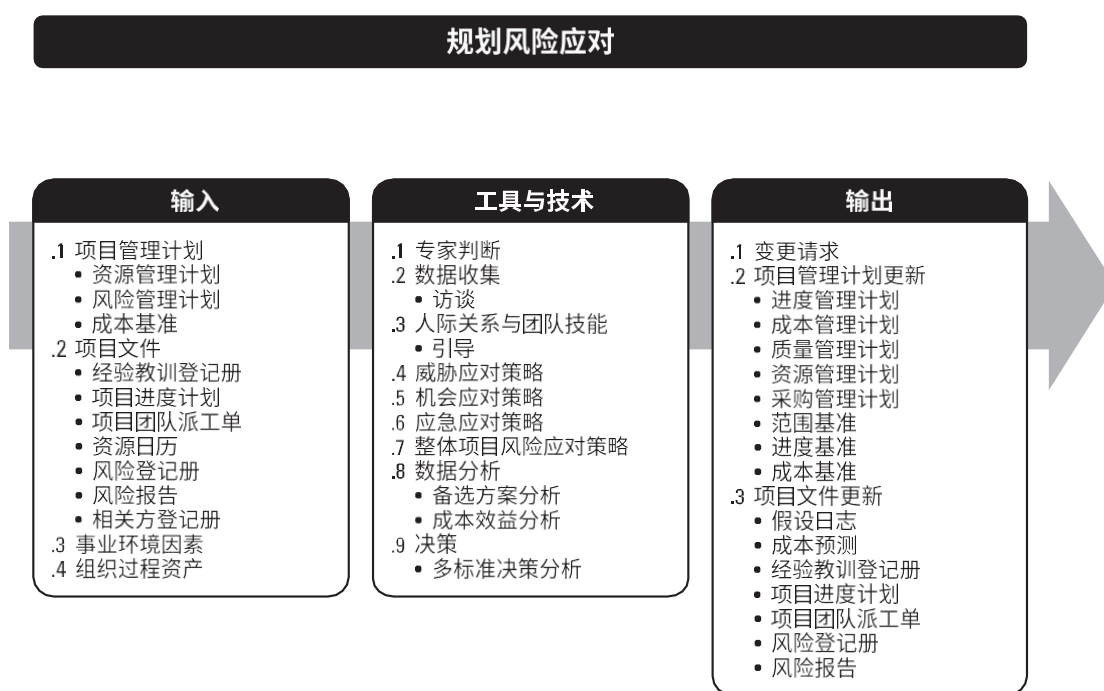 规划风险应对
输入
.1 项目管理计划
• 资源管理计划
• 风险管理计划
• 成本基准
.2 项目文件
• 经验教训登记册
• 项目进度计划
• 项目团队派工单
• 资源日历
• 风险登记册
• 风险报告
• 相关方登记册
.3 事业环境因素
.4 组织过程资产
工具与技术
.1 专家判断
.2 数据收集
• 访谈
.3 人际关系与团队技能
• 引导
.4 威胁应对策略
.5 机会应对策略
.6 应急应对策略
.7 整体项目风险应对策略
.8 数据分析
• 备选方案分析
• 成本效益分析
.9 决策
• 多标准决策分析
输出
.1 变更请求
.2 项目管理计划更新
• 进度管理计划
• 成本管理计划
• 质量管理计划
• 资源管理计划
• 采购管理计划
• 范围基准
• 进度基准
• 成本基准
.3 项目文件更新
• 假设日志
• 成本预测
• 经验教训登记册
• 项目进度计划
• 项目团队派工单
• 风险登记册
• 风险报告